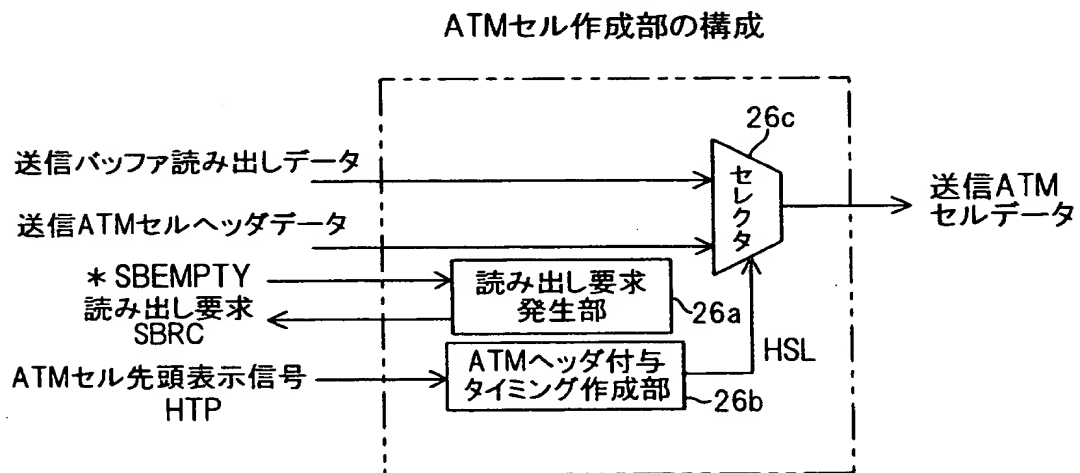 ATMセル作成部の構成
26c
送信バッファ読み出しデータ
セレクタ
送信ATM
セルデータ
送信ATMセルヘッダデータ
*SBEMPTY
読み出し要求
SBRC
読み出し要求
発生部
26a
HSL
ATMセル先頭表示信号
HTP
ATMヘッダ付与
タイミング作成部
26b